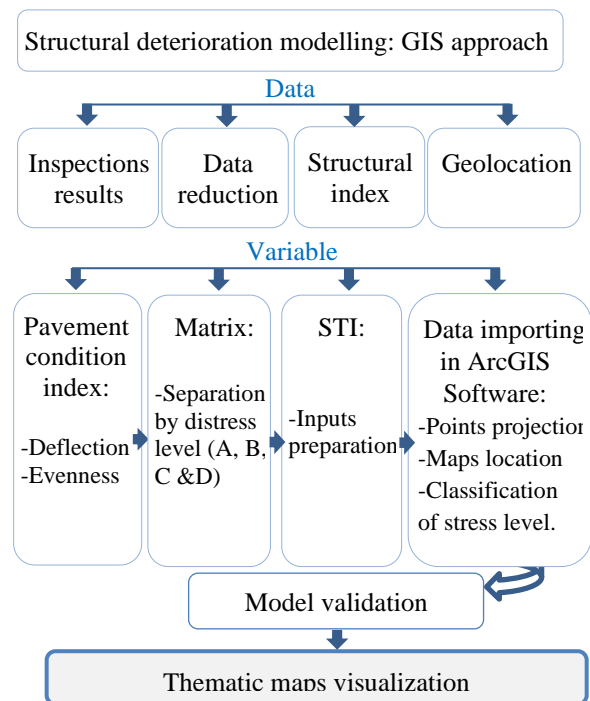 Structural deterioration modelling: GIS approach
Data
Inspections
results
Data
reduction
Structural
index
Geolocation
Variable
Pavement
condition
index:
-Deflection
-Evenness
Matrix:
-Separation
by distress
level (A, B,
C &D)
STI:
-Inputs
preparation
Data importing
in ArcGIS
Software:
-Points projection
-Maps location
-Classification
of stress level.
Model validation
Thematic maps visualization